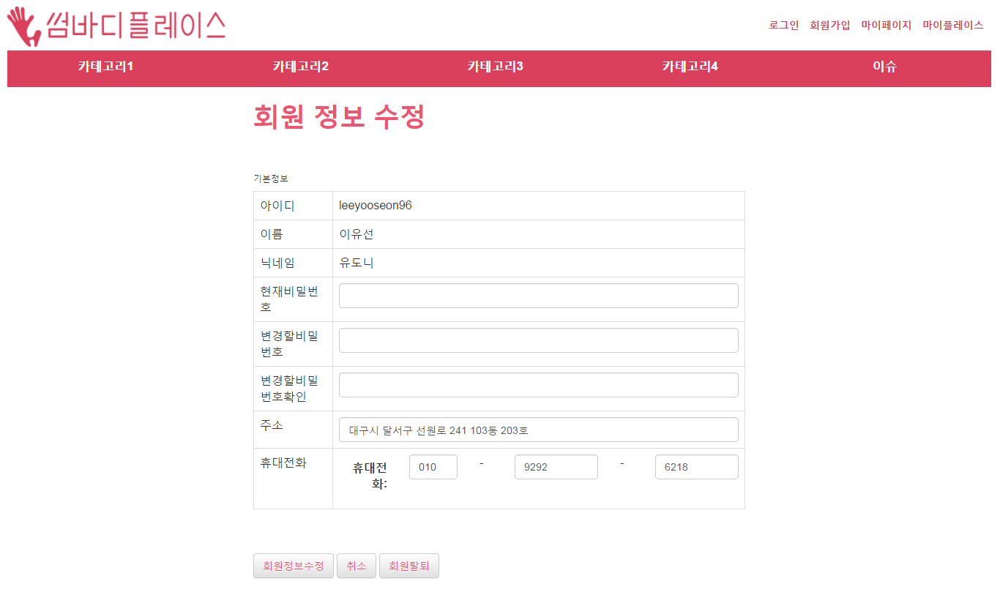 썸바디플레이스
로그인 회원가입 마이페이지 마이플레이스
카테고리1 카테고리2 카테고리3 카테고리4 이슈
회원 정보 수정
기본정보
아이디 leeyooseon96
이름 이유선
닉네임 유도니
현재비밀번
호
변경할비밀
번호
변경할비밀
번호확인
주소 대구시 달서구 선원로 241 103동 203호
휴대전화 휴대전 010 - 9292 - 6218
화:
회원정보수정 취소 회원탈퇴